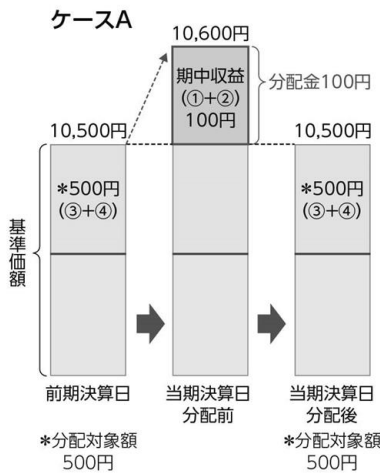 ケースA
10,600円
期中収益
(①+②)
100円
分配金100円
10,500円
10,500円
*500円
(③+④)
*500円
(③+④)
基準価額
前期決算日
当期決算日
分配前
当期決算日
分配後
*分配対象額
500円
*分配対象額
500円